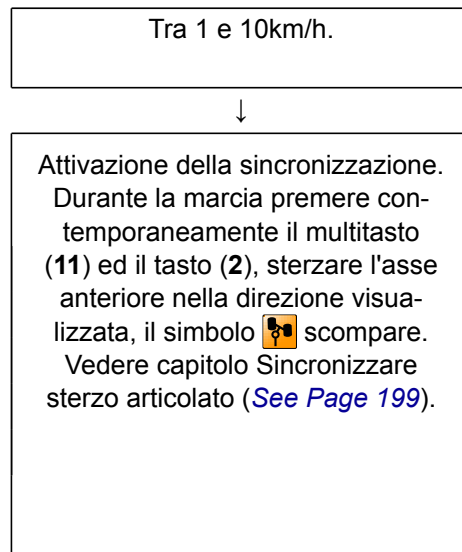 Tra 1 e 10km/h.
↓
Attivazione della sincronizzazione.
Durante la marcia premere con-
temporaneamente il multitasto
(11) ed il tasto (2), sterzare l'asse
anteriore nella direzione visua-
lizzata, il simbolo scompare.
Vedere capitolo Sincronizzare
sterzo articolato (See Page 199).